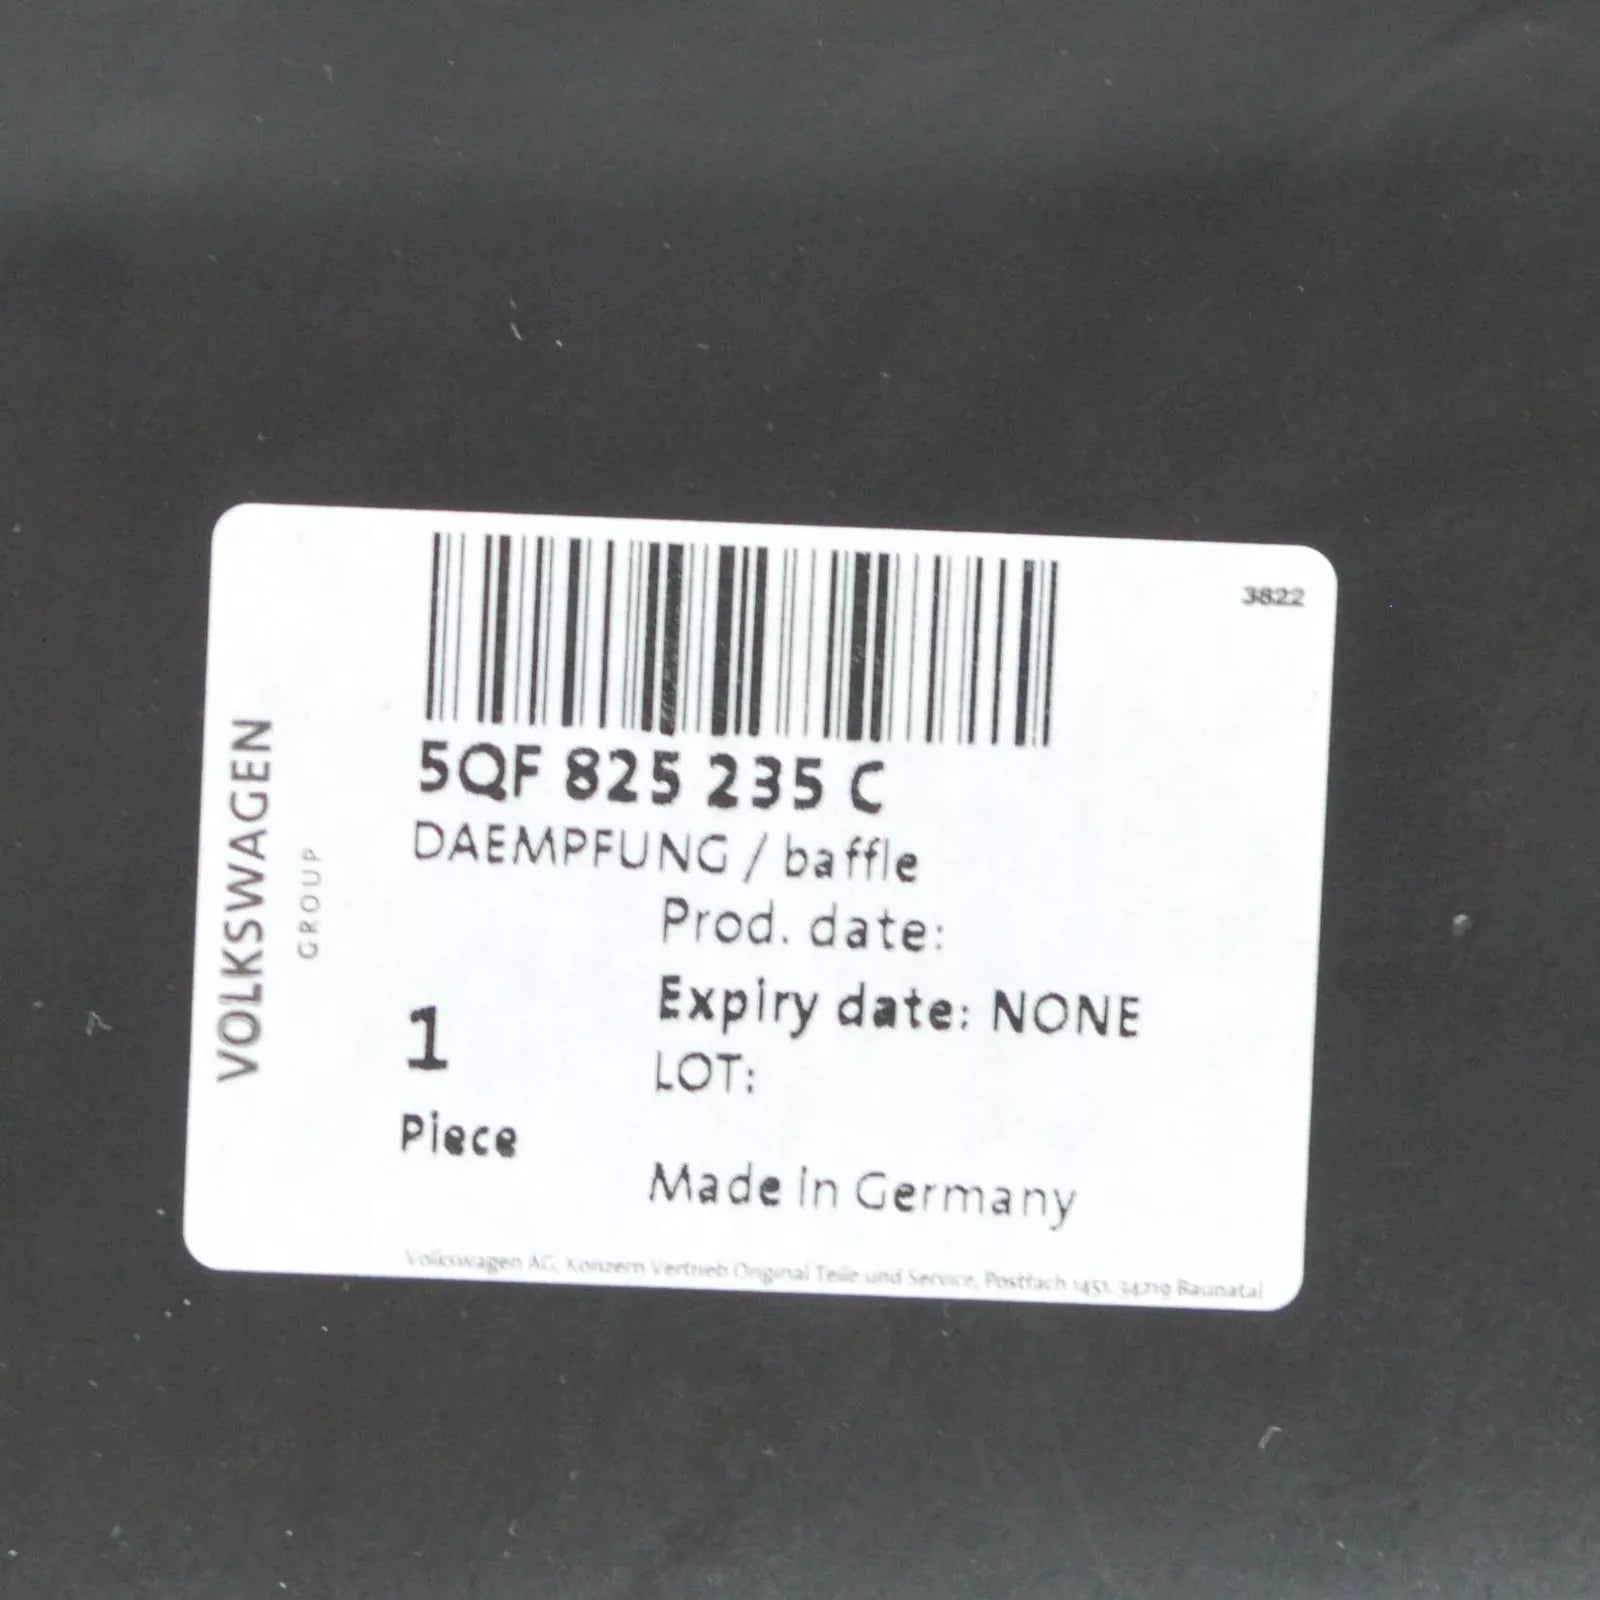 3822
5QF 825 235 C
DAEMPFUNG / baffle
Prod. date:
Expiry date: NONE
LOT:
1
Piece
Made in Germany
VOLKSWAGEN
GROUP
Volkswagen AG, Konzern Vertrieb Original Teile und Service, Postfach 1451, 34219 Baunatal